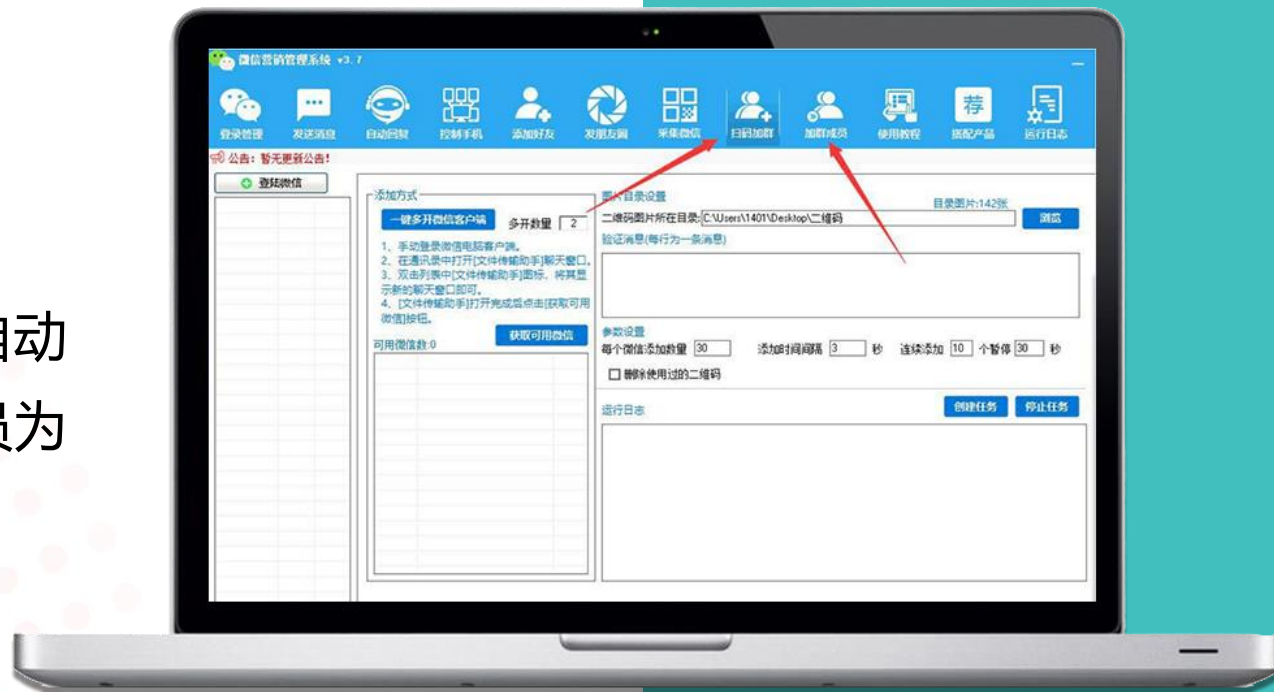 微信营销管理系统 v3.7
登录管理 发送消息 自动回复 控制手机 添加好友 发朋友圈 采集微信 扫码加群 加群成员 使用教程 搭配产品 运行日志
荐
公告：暂无更新公告!
登陆微信
添加方式
一键多开微信客户端 多开数量 2
1、手动登录微信电脑客户端。
2、在通讯录中打开[文件传输助手]聊天窗口。
3、双击列表中[文件传输助手]图标、将其显
示新的聊天窗口即可。
4、[文件传输助手]打开完成后点击[获取可用
微信]按钮。
获取可用微信
可用微信数:0
图片目录设置
目录图片:142张
二维码图片所在目录: C:\Users\1401\Desktop\二维码 浏览
验证消息(每行为一条消息)
参数设置
每个微信添加数量 30 添加时间间隔 3 秒 连续添加 10 个暂停 30 秒
删除使用过的二维码
运行日志 创建任务 停止任务
自动
员为